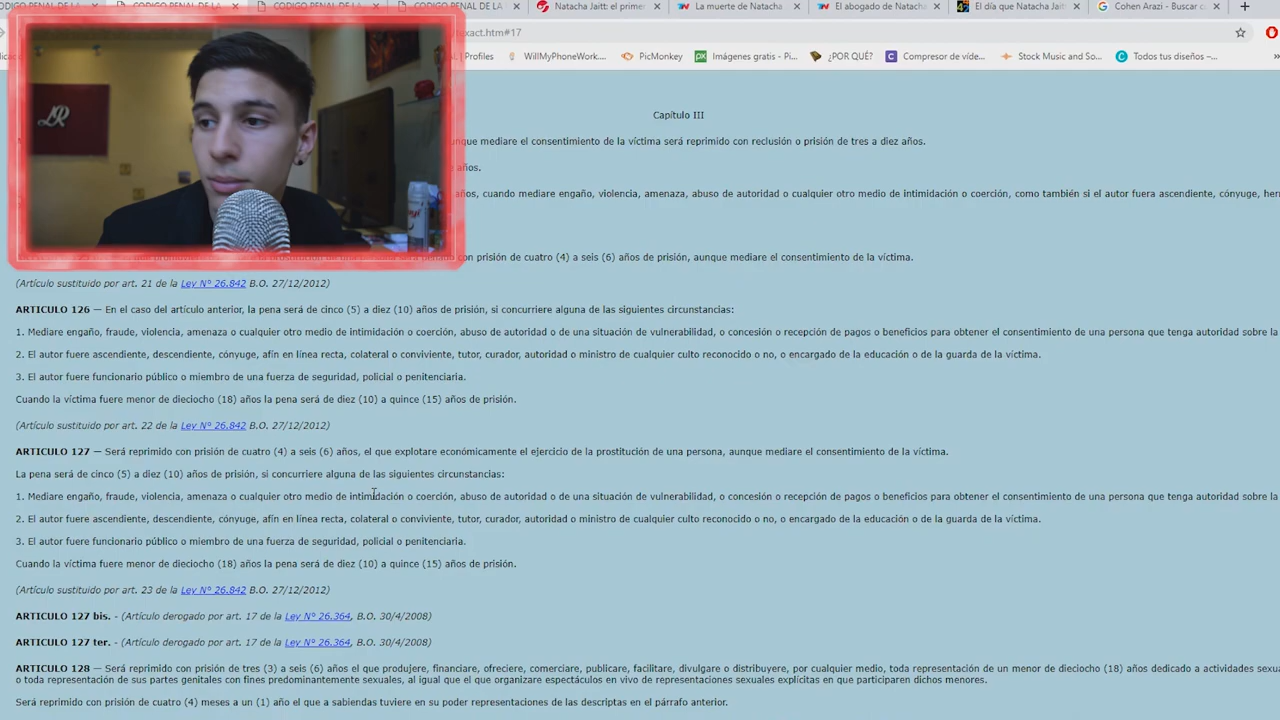 CODIGO PENAL DE LA
CODIGO PENAL DE LA
CODIGO PENAL DE LA
CODIGO PENAL DE LA
Natacha Jaitt: el primer
La muerte de Natacha
El abogado de Natacha
El día que Natacha Jaitt
Cohen Arazi - Buscar c
xact.htm#17
| Profiles
WillMyPhoneWork....
PicMonkey
Imágenes gratis - Pi...
¿POR QUÉ?
Compresor de víde...
Stock Music and So...
Todos tus diseños –...
LR
Capítulo III
que mediare el consentimiento de la víctima será reprimido con reclusión o prisión de tres a diez años.
años.
años, cuando mediare engaño, violencia, amenaza, abuso de autoridad o cualquier otro medio de intimidación o coerción, como también si el autor fuera ascendiente, cónyuge, her
con prisión de cuatro (4) a seis (6) años de prisión, aunque mediare el consentimiento de la víctima.
(Artículo sustituido por art. 21 de la Ley N° 26.842 B.O. 27/12/2012)
ARTICULO 126 — En el caso del artículo anterior, la pena será de cinco (5) a diez (10) años de prisión, si concurriere alguna de las siguientes circunstancias:
1. Mediare engaño, fraude, violencia, amenaza o cualquier otro medio de intimidación o coerción, abuso de autoridad o de una situación de vulnerabilidad, o concesión o recepción de pagos o beneficios para obtener el consentimiento de una persona que tenga autoridad sobre la
2. El autor fuere ascendiente, descendiente, cónyuge, afín en línea recta, colateral o conviviente, tutor, curador, autoridad o ministro de cualquier culto reconocido o no, o encargado de la educación o de la guarda de la víctima.
3. El autor fuere funcionario público o miembro de una fuerza de seguridad, policial o penitenciaria.
Cuando la víctima fuere menor de dieciocho (18) años la pena será de diez (10) a quince (15) años de prisión.
(Artículo sustituido por art. 22 de la Ley N° 26.842 B.O. 27/12/2012)
ARTICULO 127 — Será reprimido con prisión de cuatro (4) a seis (6) años, el que explotare económicamente el ejercicio de la prostitución de una persona, aunque mediare el consentimiento de la víctima.
La pena será de cinco (5) a diez (10) años de prisión, si concurriere alguna de las siguientes circunstancias:
1. Mediare engaño, fraude, violencia, amenaza o cualquier otro medio de intimidación o coerción, abuso de autoridad o de una situación de vulnerabilidad, o concesión o recepción de pagos o beneficios para obtener el consentimiento de una persona que tenga autoridad sobre la
2. El autor fuere ascendiente, descendiente, cónyuge, afín en línea recta, colateral o conviviente, tutor, curador, autoridad o ministro de cualquier culto reconocido o no, o encargado de la educación o de la guarda de la víctima.
3. El autor fuere funcionario público o miembro de una fuerza de seguridad, policial o penitenciaria.
Cuando la víctima fuere menor de dieciocho (18) años la pena será de diez (10) a quince (15) años de prisión.
(Artículo sustituido por art. 23 de la Ley N° 26.842 B.O. 27/12/2012)
ARTICULO 127 bis. - (Artículo derogado por art. 17 de la Ley N° 26.364, B.O. 30/4/2008)
ARTICULO 127 ter. - (Artículo derogado por art. 17 de la Ley N° 26.364, B.O. 30/4/2008)
ARTICULO 128 — Será reprimido con prisión de tres (3) a seis (6) años el que produjere, financiare, ofreciere, comerciare, publicare, facilitare, divulgare o distribuyere, por cualquier medio, toda representación de un menor de dieciocho (18) años dedicado a actividades sexua
o toda representación de sus partes genitales con fines predominantemente sexuales, al igual que el que organizare espectáculos en vivo de representaciones sexuales explícitas en que participaren dichos menores.
Será reprimido con prisión de cuatro (4) meses a un (1) año el que a sabiendas tuviere en su poder representaciones de las descriptas en el párrafo anterior.